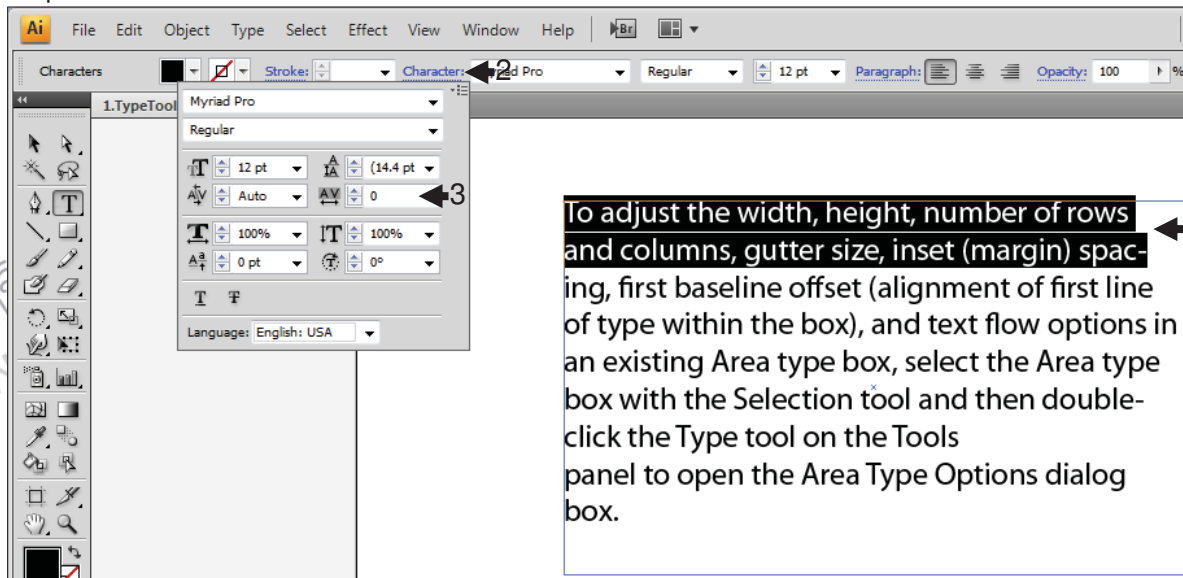 Ai File Edit Object Type Select Effect View Window Help Br
Characters Stroke: Character: 2 Pro Regular 12 pt Paragraph: Opacity: 100 %
1.TypeTool
Myriad Pro
Regular
12 pt (14.4 pt
Auto 0 3
100% 100%
0 pt 0°
Language: English: USA
To adjust the width, height, number of rows
and columns, gutter size, inset (margin) spac-
ing, first baseline offset (alignment of first line
of type within the box), and text flow options in
an existing Area type box, select the Area type
box with the Selection tool and then double-
click the Type tool on the Tools
panel to open the Area Type Options dialog
box.